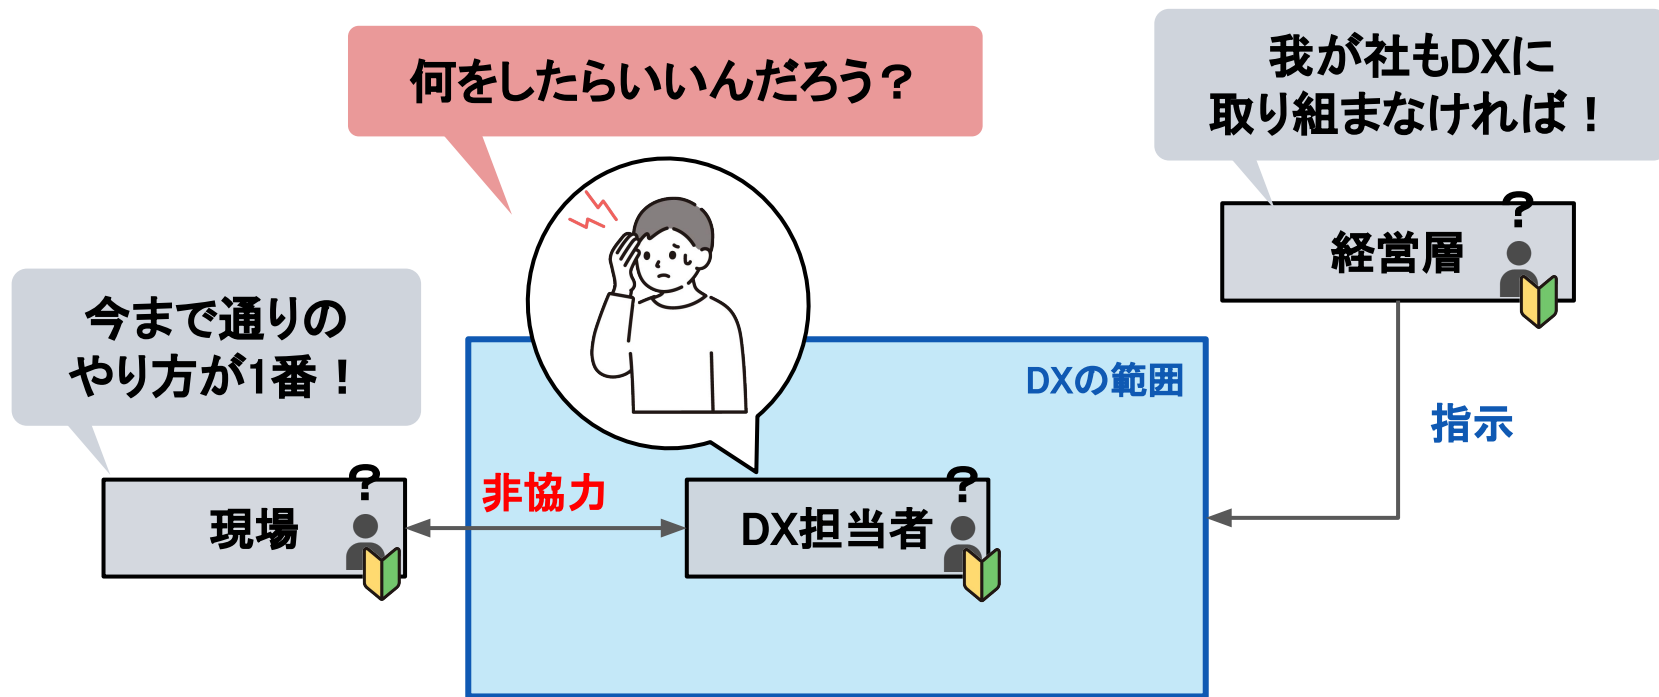 何をしたらいいんだろう？
我が社もDXに
取り組まなければ！
?
経営層
今まで通りの
やり方が1番！
DXの範囲
指示
?
現場
非協力
?
DX担当者